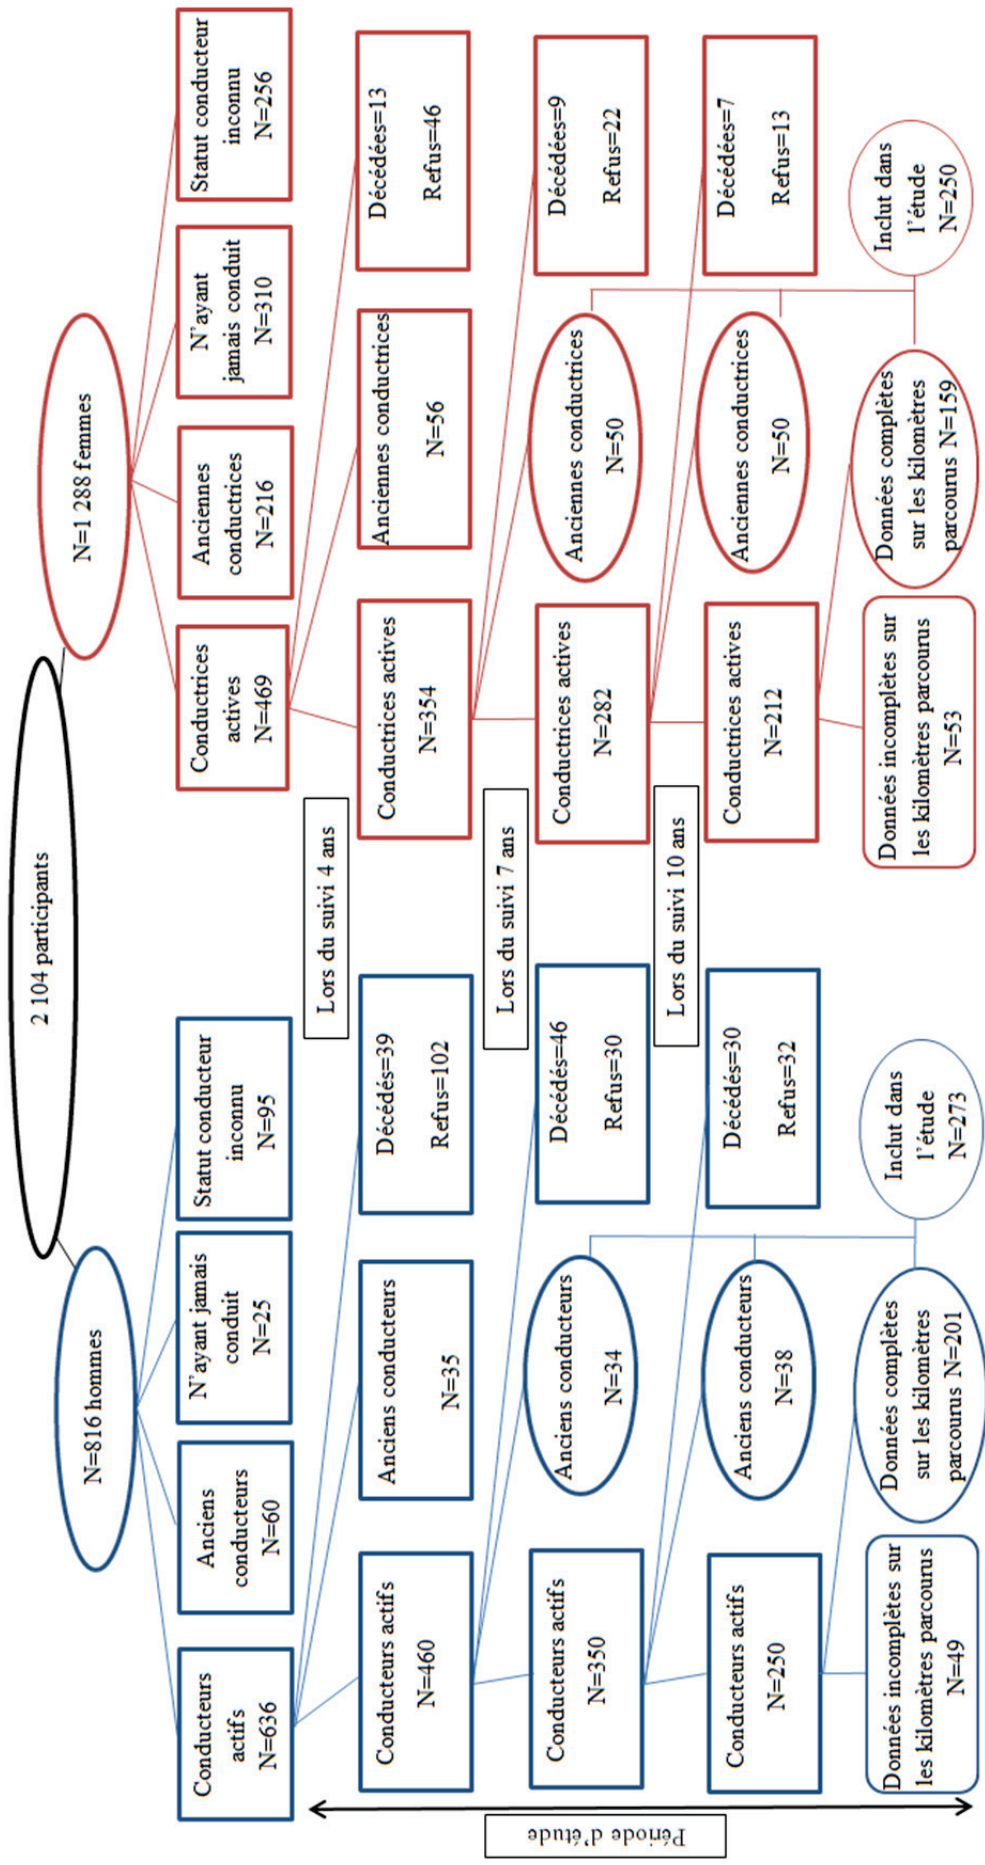 2 104 participants
N=816 hommes
N=1 288 femmes
Conducteurs
actifs
N=636
Anciens
conducteurs
N=60
N'ayant jamais
conduit
N=25
Statut conducteur
inconnu
N=95
Conductrices
actives
N=469
Anciennes
conductrices
N=216
N'ayant
jamais conduit
N=310
Statut conducteur
inconnu
N=256
Lors du suivi 4 ans
Conducteurs actifs
N=460
Anciens conducteurs
N=35
Décédés=39
Refus=102
Conductrices actives
N=354
Anciennes conductrices
N=56
Décédées=13
Refus=46
Lors du suivi 7 ans
Conducteurs actifs
N=350
Anciens conducteurs
N=34
Décédés=46
Refus=30
Conductrices actives
N=282
Anciennes conductrices
N=50
Décédées=9
Refus=22
Lors du suivi 10 ans
Conducteurs actifs
N=250
Anciens conducteurs
N=38
Décédés=30
Refus=32
Conductrices actives
N=212
Anciennes conductrices
N=50
Décédées=7
Refus=13
Données incomplètes sur
les kilomètres parcourus
N=49
Données complètes
sur les kilomètres
parcourus N=201
Inclut dans
l'étude
N=273
Données incomplètes sur
les kilomètres parcourus
N=53
Données complètes
sur les kilomètres
parcourus N=159
Inclut dans
l'étude
N=250
Période d'étude